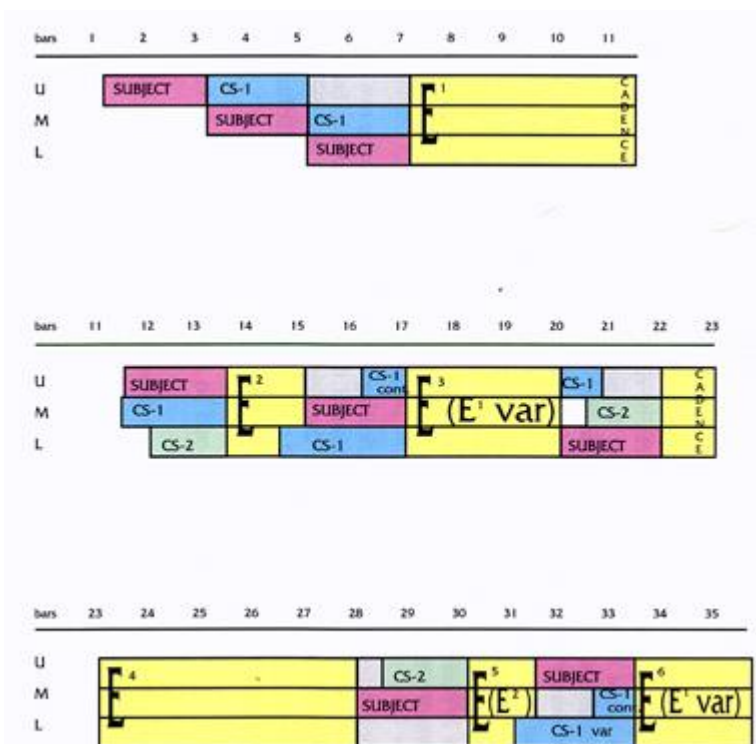 bars 1 2 3 4 5 6 7 8 9 10 11
U SUBJECT CS-1 E 1 CADENCE
M SUBJECT CS-1
L SUBJECT
bars 11 12 13 14 15 16 17 18 19 20 21 22 23
U SUBJECT E 2 CS-1 cont E 3 CS-1 CADENCE
M CS-1 SUBJECT (E¹ var) CS-2
L CS-2 CS-1 SUBJECT
bars 23 24 25 26 27 28 29 30 31 32 33 34 35
U E 4 CS-2 E 5 SUBJECT E 6
M SUBJECT (E²) CS-1 con (E¹ var)
L CS-1 var